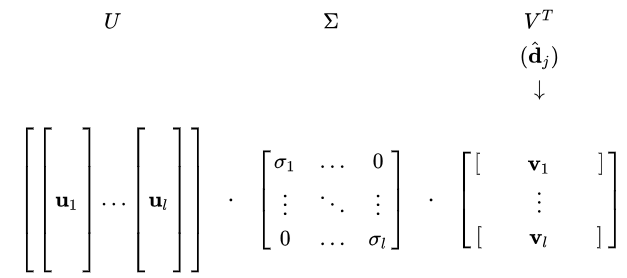 U Σ V^T
(d̂_j)
↓
[ [ u_1 ] … [ u_l ] ] · [ σ_1 … 0 ⋮ ⋱ ⋮ 0 … σ_l ] · [ [ v_1 ] ⋮ [ v_l ] ]